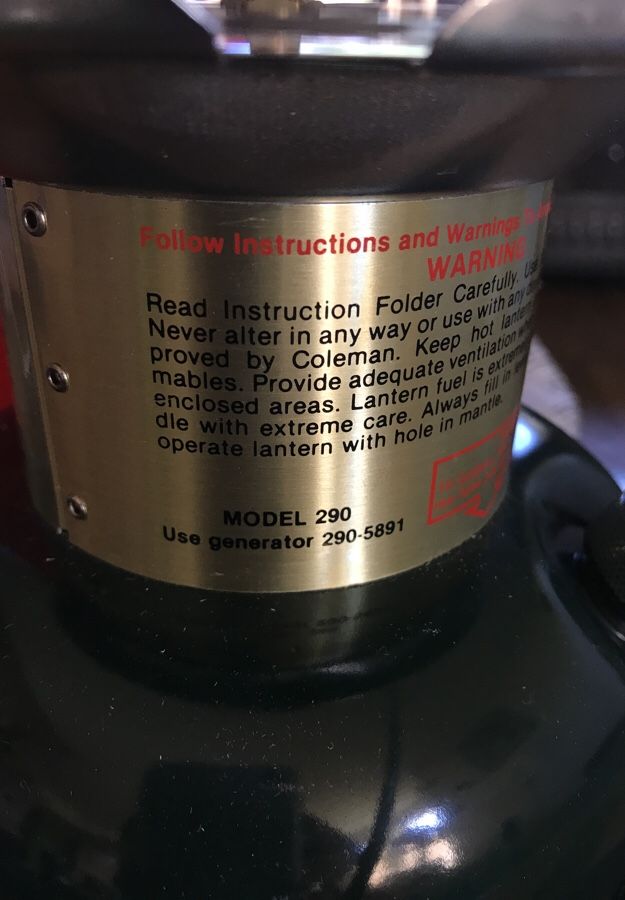 Follow Instructions and Warnings
WARNING
Read Instruction Folder Carefully. Use
Never alter in any way or use with any
proved by Coleman. Keep hot
mables. Provide adequate ventilation
enclosed areas. Lantern fuel is
dle with extreme care. Always fill in
operate lantern with hole in mantle.
MODEL 290
Use generator 290-5891